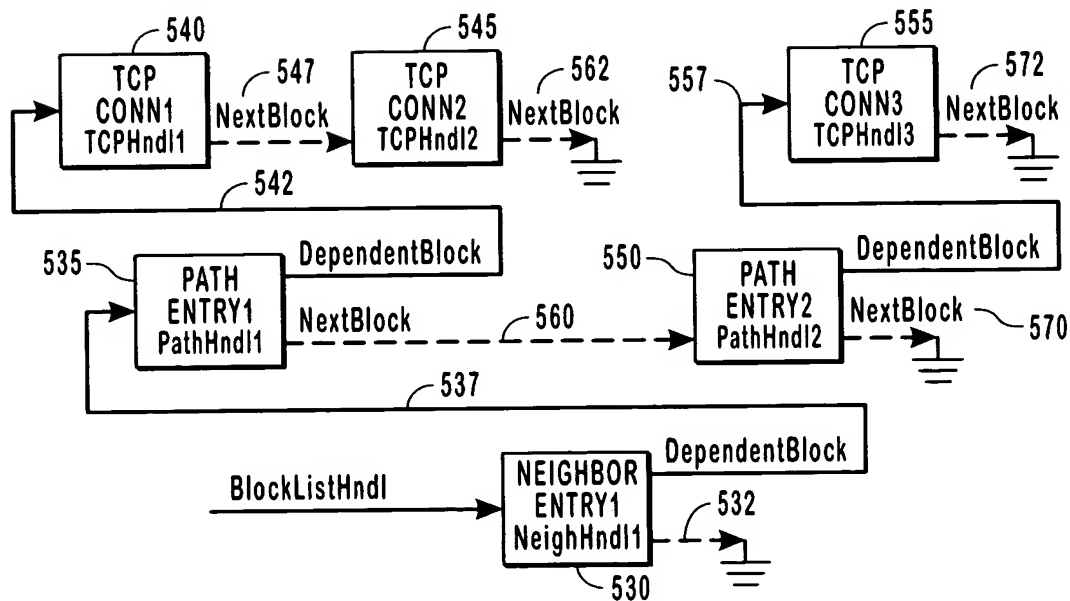 540
545
555
TCP
CONN1
TCPHndl1
547
NextBlock
TCP
CONN2
TCPHndl2
562
NextBlock
557
TCP
CONN3
TCPHndl3
572
NextBlock
542
DependentBlock
DependentBlock
535
PATH
ENTRY1
PathHndl1
NextBlock
560
550
PATH
ENTRY2
PathHndl2
NextBlock
570
537
DependentBlock
BlockListHndl
NEIGHBOR
ENTRY1
NeighHndl1
532
530